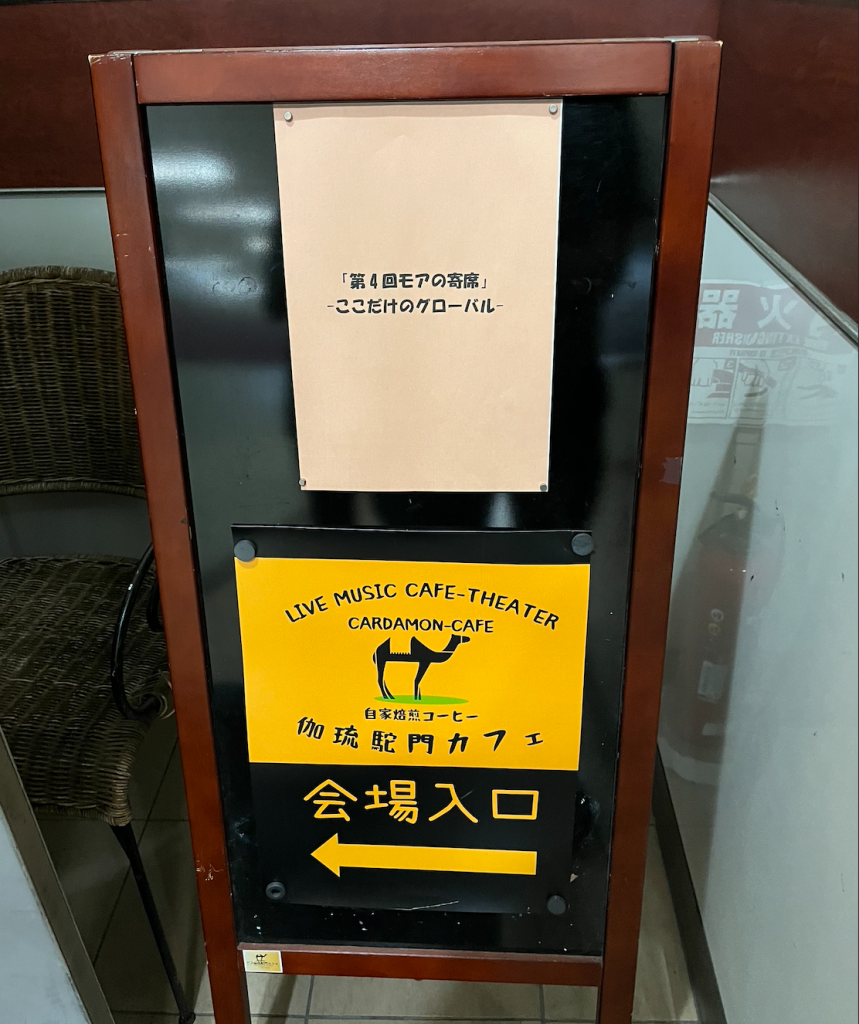 「第4回モアの寄席」
-ここだけのグローバル-
LIVE MUSIC CAFE-THEATER
CARDAMON-CAFE
自家焙煎コーヒー
伽琉駝門カフェ
会場入口
火器